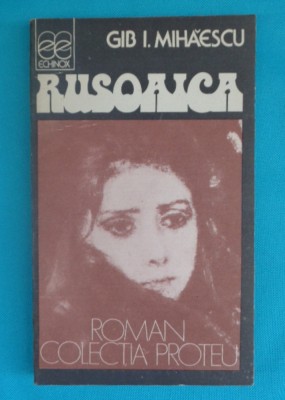 GIB I. MIHĂESCU
ECHINOX
RUSOAICA
ROMAN
COLECTIA PROTEU